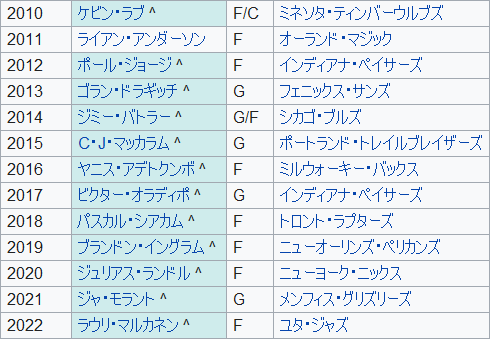 2010 ケビン・ラブ ^ F/C ミネソタ・ティンバーウルブズ
2011 ライアン・アンダーソン F オーランド・マジック
2012 ポール・ジョージ ^ F インディアナ・ペイサーズ
2013 ゴラン・ドラギッチ ^ G フェニックス・サンズ
2014 ジミー・バトラー ^ G/F シカゴ・ブルズ
2015 C・J・マッカラム ^ G ポートランド・トレイルブレイザーズ
2016 ヤニス・アデトクンボ ^ F ミルウォーキー・バックス
2017 ビクター・オラディポ ^ G インディアナ・ペイサーズ
2018 パスカル・シアカム ^ F トロント・ラプターズ
2019 ブランドン・イングラム ^ F ニューオーリンズ・ペリカンズ
2020 ジュリアス・ランドル ^ F ニューヨーク・ニックス
2021 ジャ・モラント ^ G メンフィス・グリズリーズ
2022 ラウリ・マルカネン ^ F ユタ・ジャズ